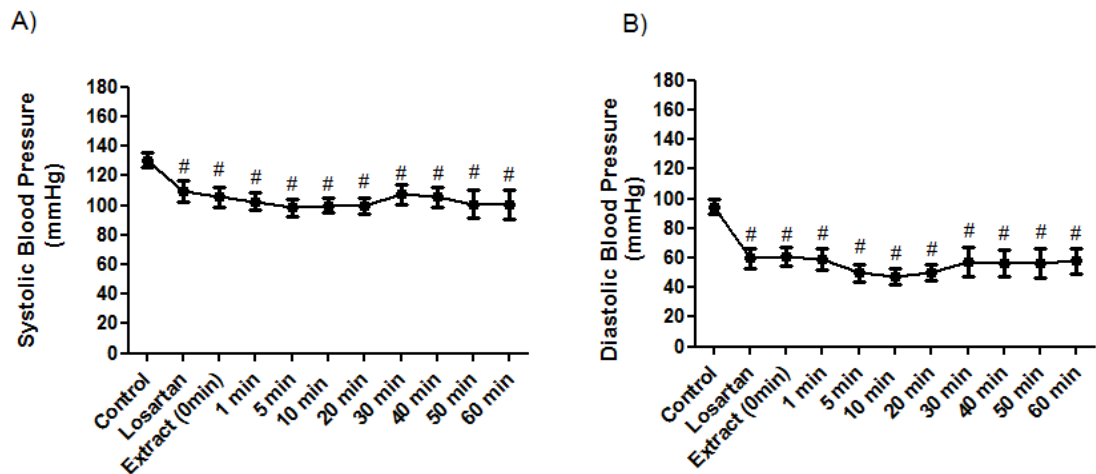 A)
Systolic Blood Pressure
(mmHg)
180
160
140
120
100
80
60
40
20
0
# # # # # # # # # #
Control
Losartan
Extract (0min)
1 min
5 min
10 min
20 min
30 min
40 min
50 min
60 min
B)
Diastolic Blood Pressure
(mmHg)
180
160
140
120
100
80
60
40
20
0
# # # # # # # # # #
Control
Losartan
Extract (0min)
1 min
5 min
10 min
20 min
30 min
40 min
50 min
60 min